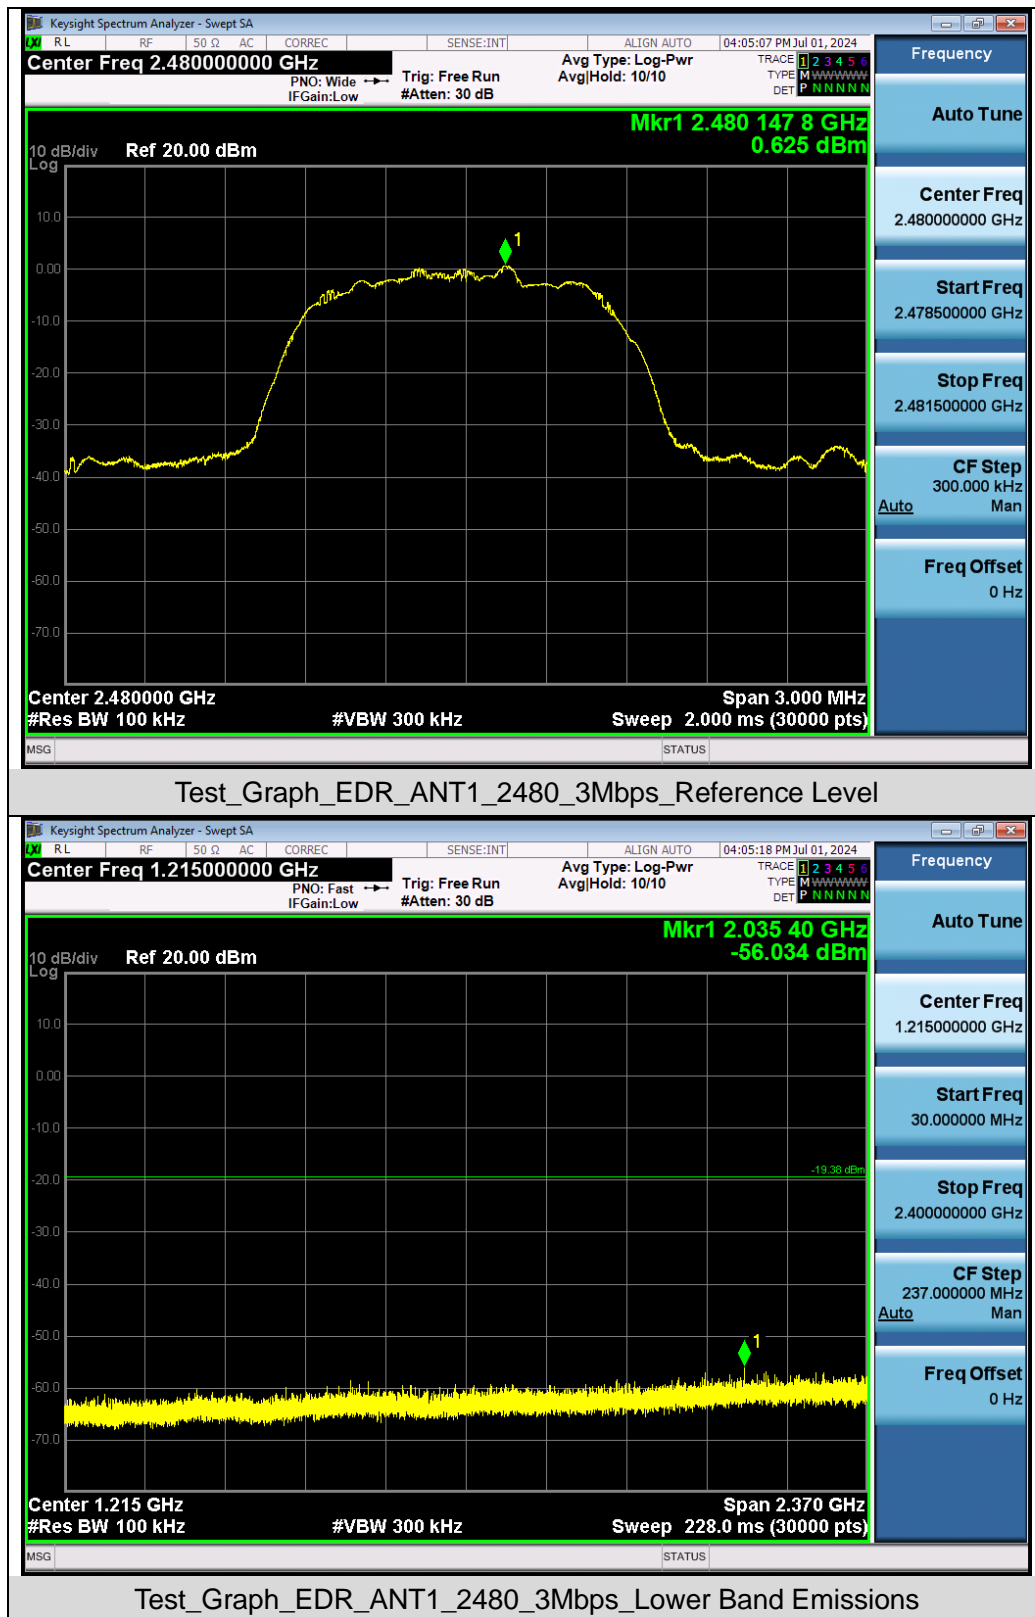 Keysight Spectrum Analyzer - Swept SA
LXI RL RF 50 Ω AC CORREC SENSE:INT ALIGN AUTO 04:05:07 PM Jul 01, 2024
Center Freq 2.480000000 GHz
PNO: Wide
IFGain:Low
Trig: Free Run
#Atten: 30 dB
Avg Type: Log-Pwr
Avg|Hold: 10/10
TRACE 1 2 3 4 5 6
TYPE M WWWWW
DET P N N N N N
Mkr1 2.480 147 8 GHz
0.625 dBm
10 dB/div Ref 20.00 dBm
Log
10.0
0.00
-10.0
-20.0
-30.0
-40.0
-50.0
-60.0
-70.0
1
Center 2.480000 GHz Span 3.000 MHz
#Res BW 100 kHz #VBW 300 kHz Sweep 2.000 ms (30000 pts)
MSG STATUS
Frequency
Auto Tune
Center Freq
2.480000000 GHz
Start Freq
2.478500000 GHz
Stop Freq
2.481500000 GHz
CF Step
300.000 kHz
Auto Man
Freq Offset
0 Hz
Test_Graph_EDR_ANT1_2480_3Mbps_Reference Level
Keysight Spectrum Analyzer - Swept SA
LXI RL RF 50 Ω AC CORREC SENSE:INT ALIGN AUTO 04:05:18 PM Jul 01, 2024
Center Freq 1.215000000 GHz
PNO: Fast
IFGain:Low
Trig: Free Run
#Atten: 30 dB
Avg Type: Log-Pwr
Avg|Hold: 10/10
TRACE 1 2 3 4 5 6
TYPE M WWWWW
DET P N N N N N
Mkr1 2.035 40 GHz
-56.034 dBm
10 dB/div Ref 20.00 dBm
Log
10.0
0.00
-10.0
-19.38 dBm
-20.0
-30.0
-40.0
-50.0
-60.0
-70.0
1
Center 1.215 GHz Span 2.370 GHz
#Res BW 100 kHz #VBW 300 kHz Sweep 228.0 ms (30000 pts)
MSG STATUS
Frequency
Auto Tune
Center Freq
1.215000000 GHz
Start Freq
30.000000 MHz
Stop Freq
2.400000000 GHz
CF Step
237.000000 MHz
Auto Man
Freq Offset
0 Hz
Test_Graph_EDR_ANT1_2480_3Mbps_Lower Band Emissions